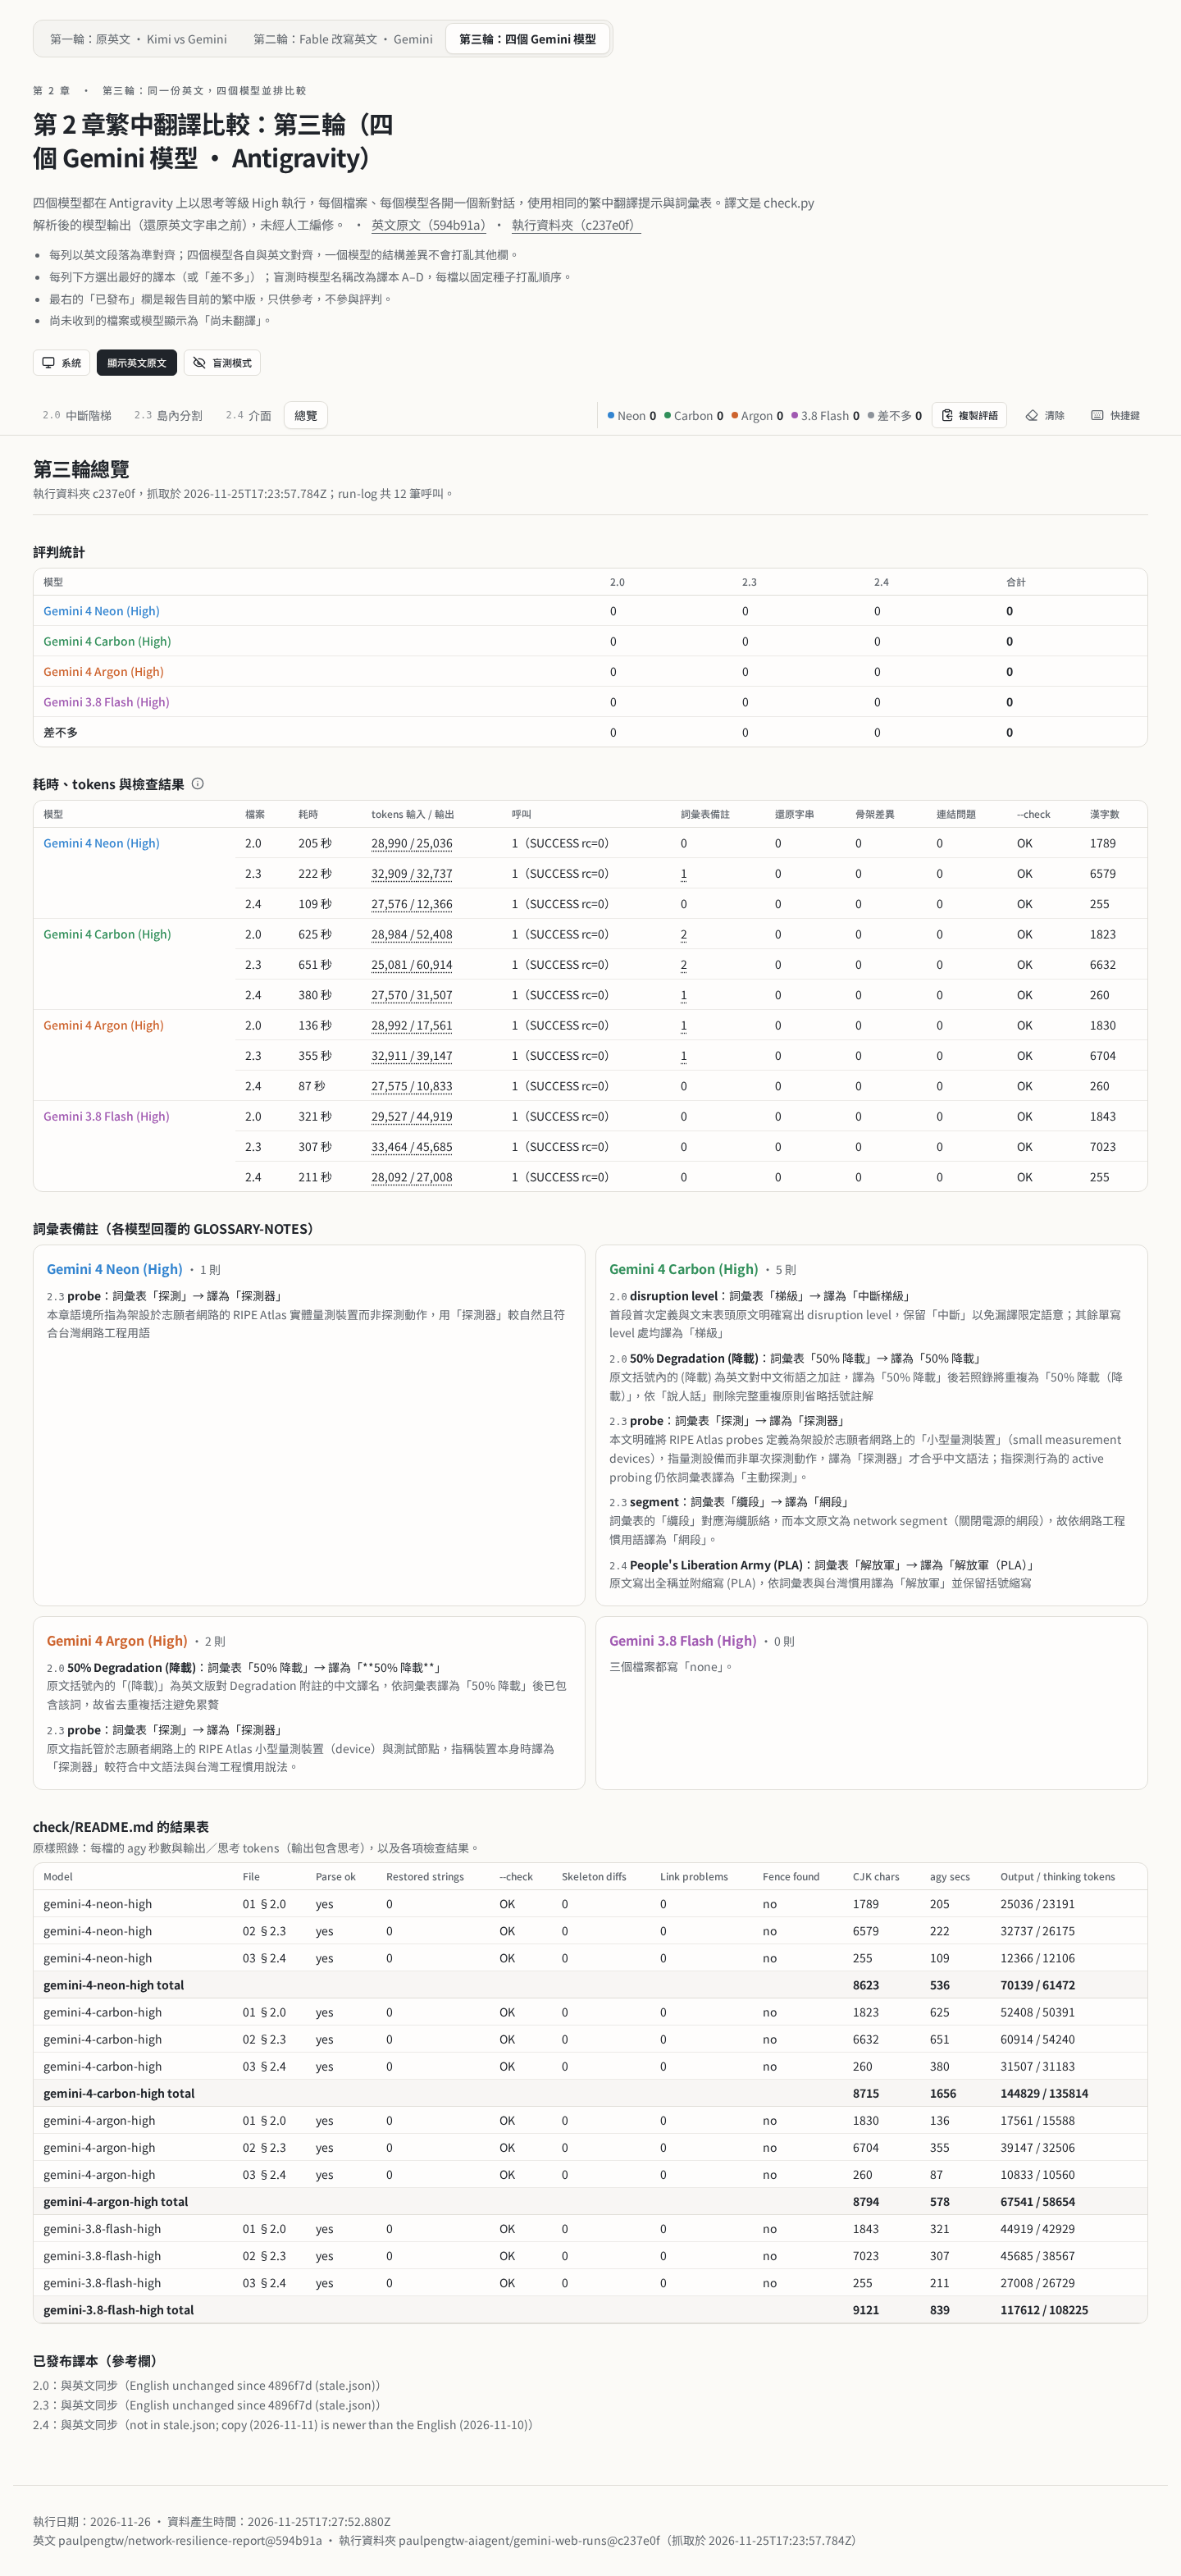 第一輪：原英文 · Kimi vs Gemini 第二輪：Fable 改寫英文 · Gemini 第三輪：四個 Gemini 模型
第 2 章 · 第三輪：同一份英文，四個模型並排比較
第 2 章繁中翻譯比較：第三輪（四
個 Gemini 模型 · Antigravity）
四個模型都在 Antigravity 上以思考等級 High 執行，每個檔案、每個模型各開一個新對話，使用相同的繁中翻譯提示與詞彙表。譯文是 check.py
解析後的模型輸出（還原英文字串之前），未經人工編修。 · 英文原文（594b91a） · 執行資料夾（c237e0f）
• 每列以英文段落為準對齊；四個模型各自與英文對齊，一個模型的結構差異不會打亂其他欄。
• 每列下方選出最好的譯本（或「差不多」）；盲測時模型名稱改為譯本 A–D，每檔以固定種子打亂順序。
• 最右的「已發布」欄是報告目前的繁中版，只供參考，不參與評判。
• 尚未收到的檔案或模型顯示為「尚未翻譯」。
系統 顯示英文原文 盲測模式
2.0 中斷階梯 2.3 島內分割 2.4 介面 總覽 Neon 0 Carbon 0 Argon 0 3.8 Flash 0 差不多 0 複製評語 清除 快捷鍵
第三輪總覽
執行資料夾 c237e0f，抓取於 2026-11-25T17:23:57.784Z；run-log 共 12 筆呼叫。
評判統計
模型 2.0 2.3 2.4 合計
Gemini 4 Neon (High) 0 0 0 0
Gemini 4 Carbon (High) 0 0 0 0
Gemini 4 Argon (High) 0 0 0 0
Gemini 3.8 Flash (High) 0 0 0 0
差不多 0 0 0 0
耗時、tokens 與檢查結果
模型 檔案 耗時 tokens 輸入 / 輸出 呼叫 詞彙表備註 還原字串 骨架差異 連結問題 --check 漢字數
Gemini 4 Neon (High) 2.0 205 秒 28,990 / 25,036 1（SUCCESS rc=0） 0 0 0 0 OK 1789
2.3 222 秒 32,909 / 32,737 1（SUCCESS rc=0） 1 0 0 0 OK 6579
2.4 109 秒 27,576 / 12,366 1（SUCCESS rc=0） 0 0 0 0 OK 255
Gemini 4 Carbon (High) 2.0 625 秒 28,984 / 52,408 1（SUCCESS rc=0） 2 0 0 0 OK 1823
2.3 651 秒 25,081 / 60,914 1（SUCCESS rc=0） 2 0 0 0 OK 6632
2.4 380 秒 27,570 / 31,507 1（SUCCESS rc=0） 1 0 0 0 OK 260
Gemini 4 Argon (High) 2.0 136 秒 28,992 / 17,561 1（SUCCESS rc=0） 1 0 0 0 OK 1830
2.3 355 秒 32,911 / 39,147 1（SUCCESS rc=0） 1 0 0 0 OK 6704
2.4 87 秒 27,575 / 10,833 1（SUCCESS rc=0） 0 0 0 0 OK 260
Gemini 3.8 Flash (High) 2.0 321 秒 29,527 / 44,919 1（SUCCESS rc=0） 0 0 0 0 OK 1843
2.3 307 秒 33,464 / 45,685 1（SUCCESS rc=0） 0 0 0 0 OK 7023
2.4 211 秒 28,092 / 27,008 1（SUCCESS rc=0） 0 0 0 0 OK 255
詞彙表備註（各模型回覆的 GLOSSARY-NOTES）
Gemini 4 Neon (High) · 1 則
2.3 probe：詞彙表「探測」→ 譯為「探測器」
本章語境所指為架設於志願者網路的 RIPE Atlas 實體量測裝置而非探測動作，用「探測器」較自然且符
合台灣網路工程用語
Gemini 4 Carbon (High) · 5 則
2.0 disruption level：詞彙表「梯級」→ 譯為「中斷梯級」
首段首次定義與文末表頭原文明確寫出 disruption level，保留「中斷」以免漏譯限定語意；其餘單寫
level 處均譯為「梯級」
2.0 50% Degradation (降載)：詞彙表「50% 降載」→ 譯為「50% 降載」
原文括號內的 (降載) 為英文對中文術語之加註，譯為「50% 降載」後若照錄將重複為「50% 降載（降
載）」，依「說人話」刪除完整重複原則省略括號註解
2.3 probe：詞彙表「探測」→ 譯為「探測器」
本文明確將 RIPE Atlas probes 定義為架設於志願者網路上的「小型量測裝置」（small measurement
devices），指量測設備而非單次探測動作，譯為「探測器」才合乎中文語法；指探測行為的 active
probing 仍依詞彙表譯為「主動探測」。
2.3 segment：詞彙表「纜段」→ 譯為「網段」
詞彙表的「纜段」對應海纜脈絡，而本文原文為 network segment（關閉電源的網段），故依網路工程
慣用語譯為「網段」。
2.4 People's Liberation Army (PLA)：詞彙表「解放軍」→ 譯為「解放軍（PLA）」
原文寫出全稱並附縮寫 (PLA)，依詞彙表與台灣慣用譯為「解放軍」並保留括號縮寫
Gemini 4 Argon (High) · 2 則
2.0 50% Degradation (降載)：詞彙表「50% 降載」→ 譯為「**50% 降載**」
原文括號內的「(降載)」為英文版對 Degradation 附註的中文譯名，依詞彙表譯為「50% 降載」後已包
含該詞，故省去重複括注避免累贅
2.3 probe：詞彙表「探測」→ 譯為「探測器」
原文指託管於志願者網路上的 RIPE Atlas 小型量測裝置（device）與測試節點，指稱裝置本身時譯為
「探測器」較符合中文語法與台灣工程慣用說法。
Gemini 3.8 Flash (High) · 0 則
三個檔案都寫「none」。
check/README.md 的結果表
原樣照錄：每檔的 agy 秒數與輸出／思考 tokens（輸出包含思考），以及各項檢查結果。
Model File Parse ok Restored strings --check Skeleton diffs Link problems Fence found CJK chars agy secs Output / thinking tokens
gemini-4-neon-high 01 §2.0 yes 0 OK 0 0 no 1789 205 25036 / 23191
gemini-4-neon-high 02 §2.3 yes 0 OK 0 0 no 6579 222 32737 / 26175
gemini-4-neon-high 03 §2.4 yes 0 OK 0 0 no 255 109 12366 / 12106
gemini-4-neon-high total 8623 536 70139 / 61472
gemini-4-carbon-high 01 §2.0 yes 0 OK 0 0 no 1823 625 52408 / 50391
gemini-4-carbon-high 02 §2.3 yes 0 OK 0 0 no 6632 651 60914 / 54240
gemini-4-carbon-high 03 §2.4 yes 0 OK 0 0 no 260 380 31507 / 31183
gemini-4-carbon-high total 8715 1656 144829 / 135814
gemini-4-argon-high 01 §2.0 yes 0 OK 0 0 no 1830 136 17561 / 15588
gemini-4-argon-high 02 §2.3 yes 0 OK 0 0 no 6704 355 39147 / 32506
gemini-4-argon-high 03 §2.4 yes 0 OK 0 0 no 260 87 10833 / 10560
gemini-4-argon-high total 8794 578 67541 / 58654
gemini-3.8-flash-high 01 §2.0 yes 0 OK 0 0 no 1843 321 44919 / 42929
gemini-3.8-flash-high 02 §2.3 yes 0 OK 0 0 no 7023 307 45685 / 38567
gemini-3.8-flash-high 03 §2.4 yes 0 OK 0 0 no 255 211 27008 / 26729
gemini-3.8-flash-high total 9121 839 117612 / 108225
已發布譯本（參考欄）
2.0：與英文同步（English unchanged since 4896f7d (stale.json)）
2.3：與英文同步（English unchanged since 4896f7d (stale.json)）
2.4：與英文同步（not in stale.json; copy (2026-11-11) is newer than the English (2026-11-10)）
執行日期：2026-11-26 · 資料產生時間：2026-11-25T17:27:52.880Z
英文 paulpengtw/network-resilience-report@594b91a · 執行資料夾 paulpengtw-aiagent/gemini-web-runs@c237e0f（抓取於 2026-11-25T17:23:57.784Z）